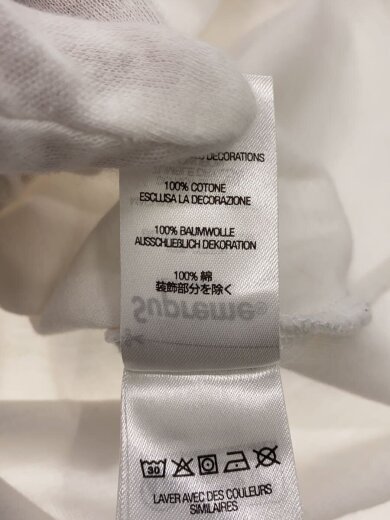 DECORATIONS
100% COTONE
ESCLUSA LA DECORAZIONE
100% BAUMWOLLE
AUSSCHLIEßLICH DEKORATION
100% 綿
装飾部分を除く
Supreme®
30
LAVER AVEC DES COULEURS
SIMILAIRES